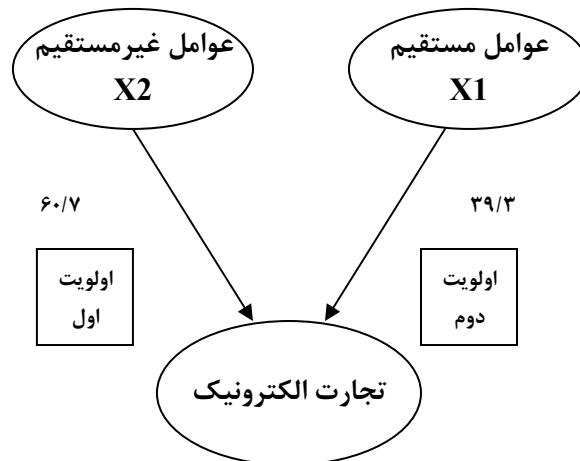 عوامل مستقیم
X1
عوامل غیرمستقیم
X2
۳۹/۳
۶۰/۷
اولویت
دوم
اولویت
اول
تجارت الکترونیک